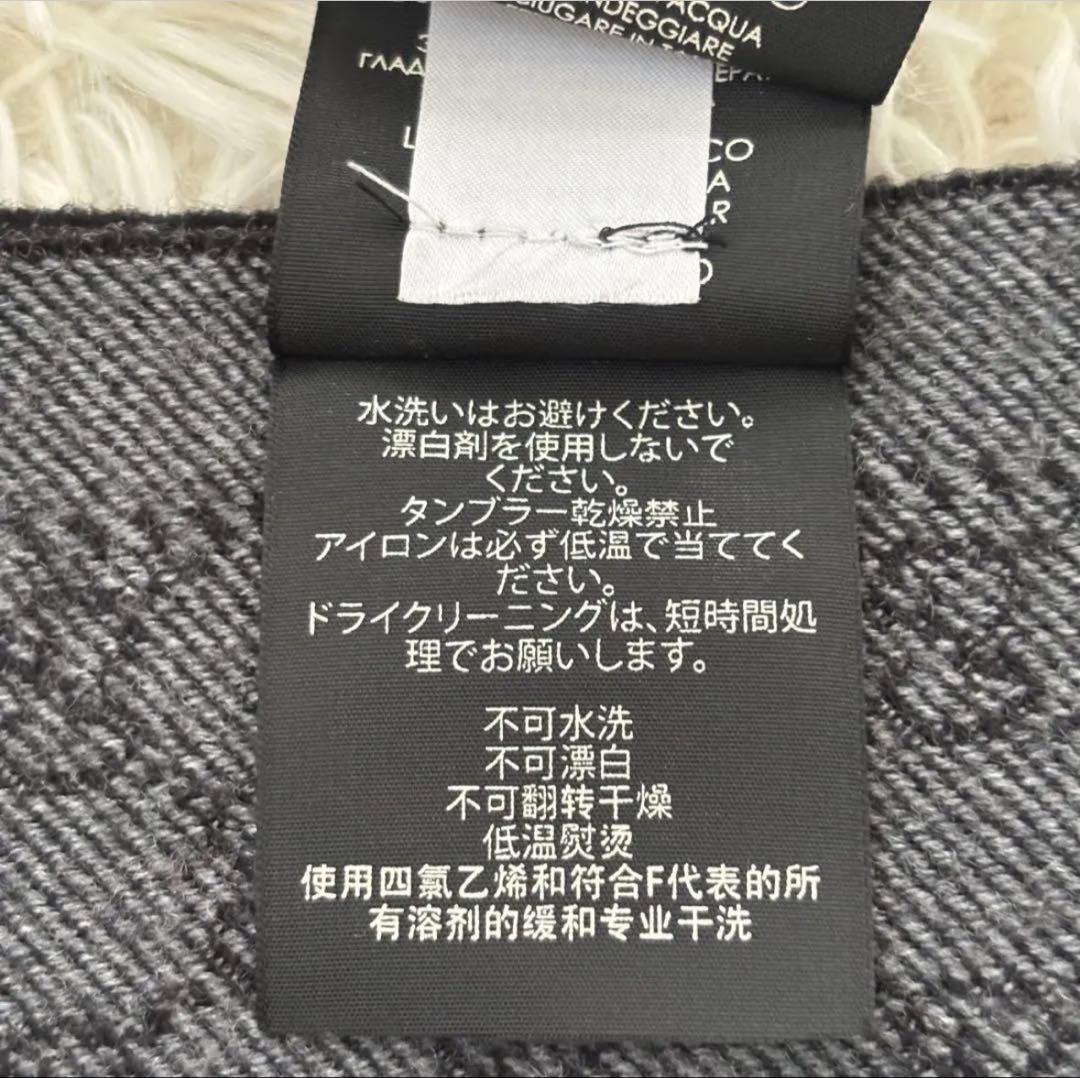 ACQUA
NDEGGIARE
IUGARE IN
ГЛАД
CO
水洗いはお避けください。
漂白剤を使用しないで
ください。
タンブラー乾燥禁止
アイロンは必ず低温で当ててく
ださい。
ドライクリーニングは、短時間処
理でお願いします。
不可水洗
不可漂白
不可翻转干燥
低温熨烫
使用四氯乙烯和符合F代表的所
有溶剂的缓和专业干洗